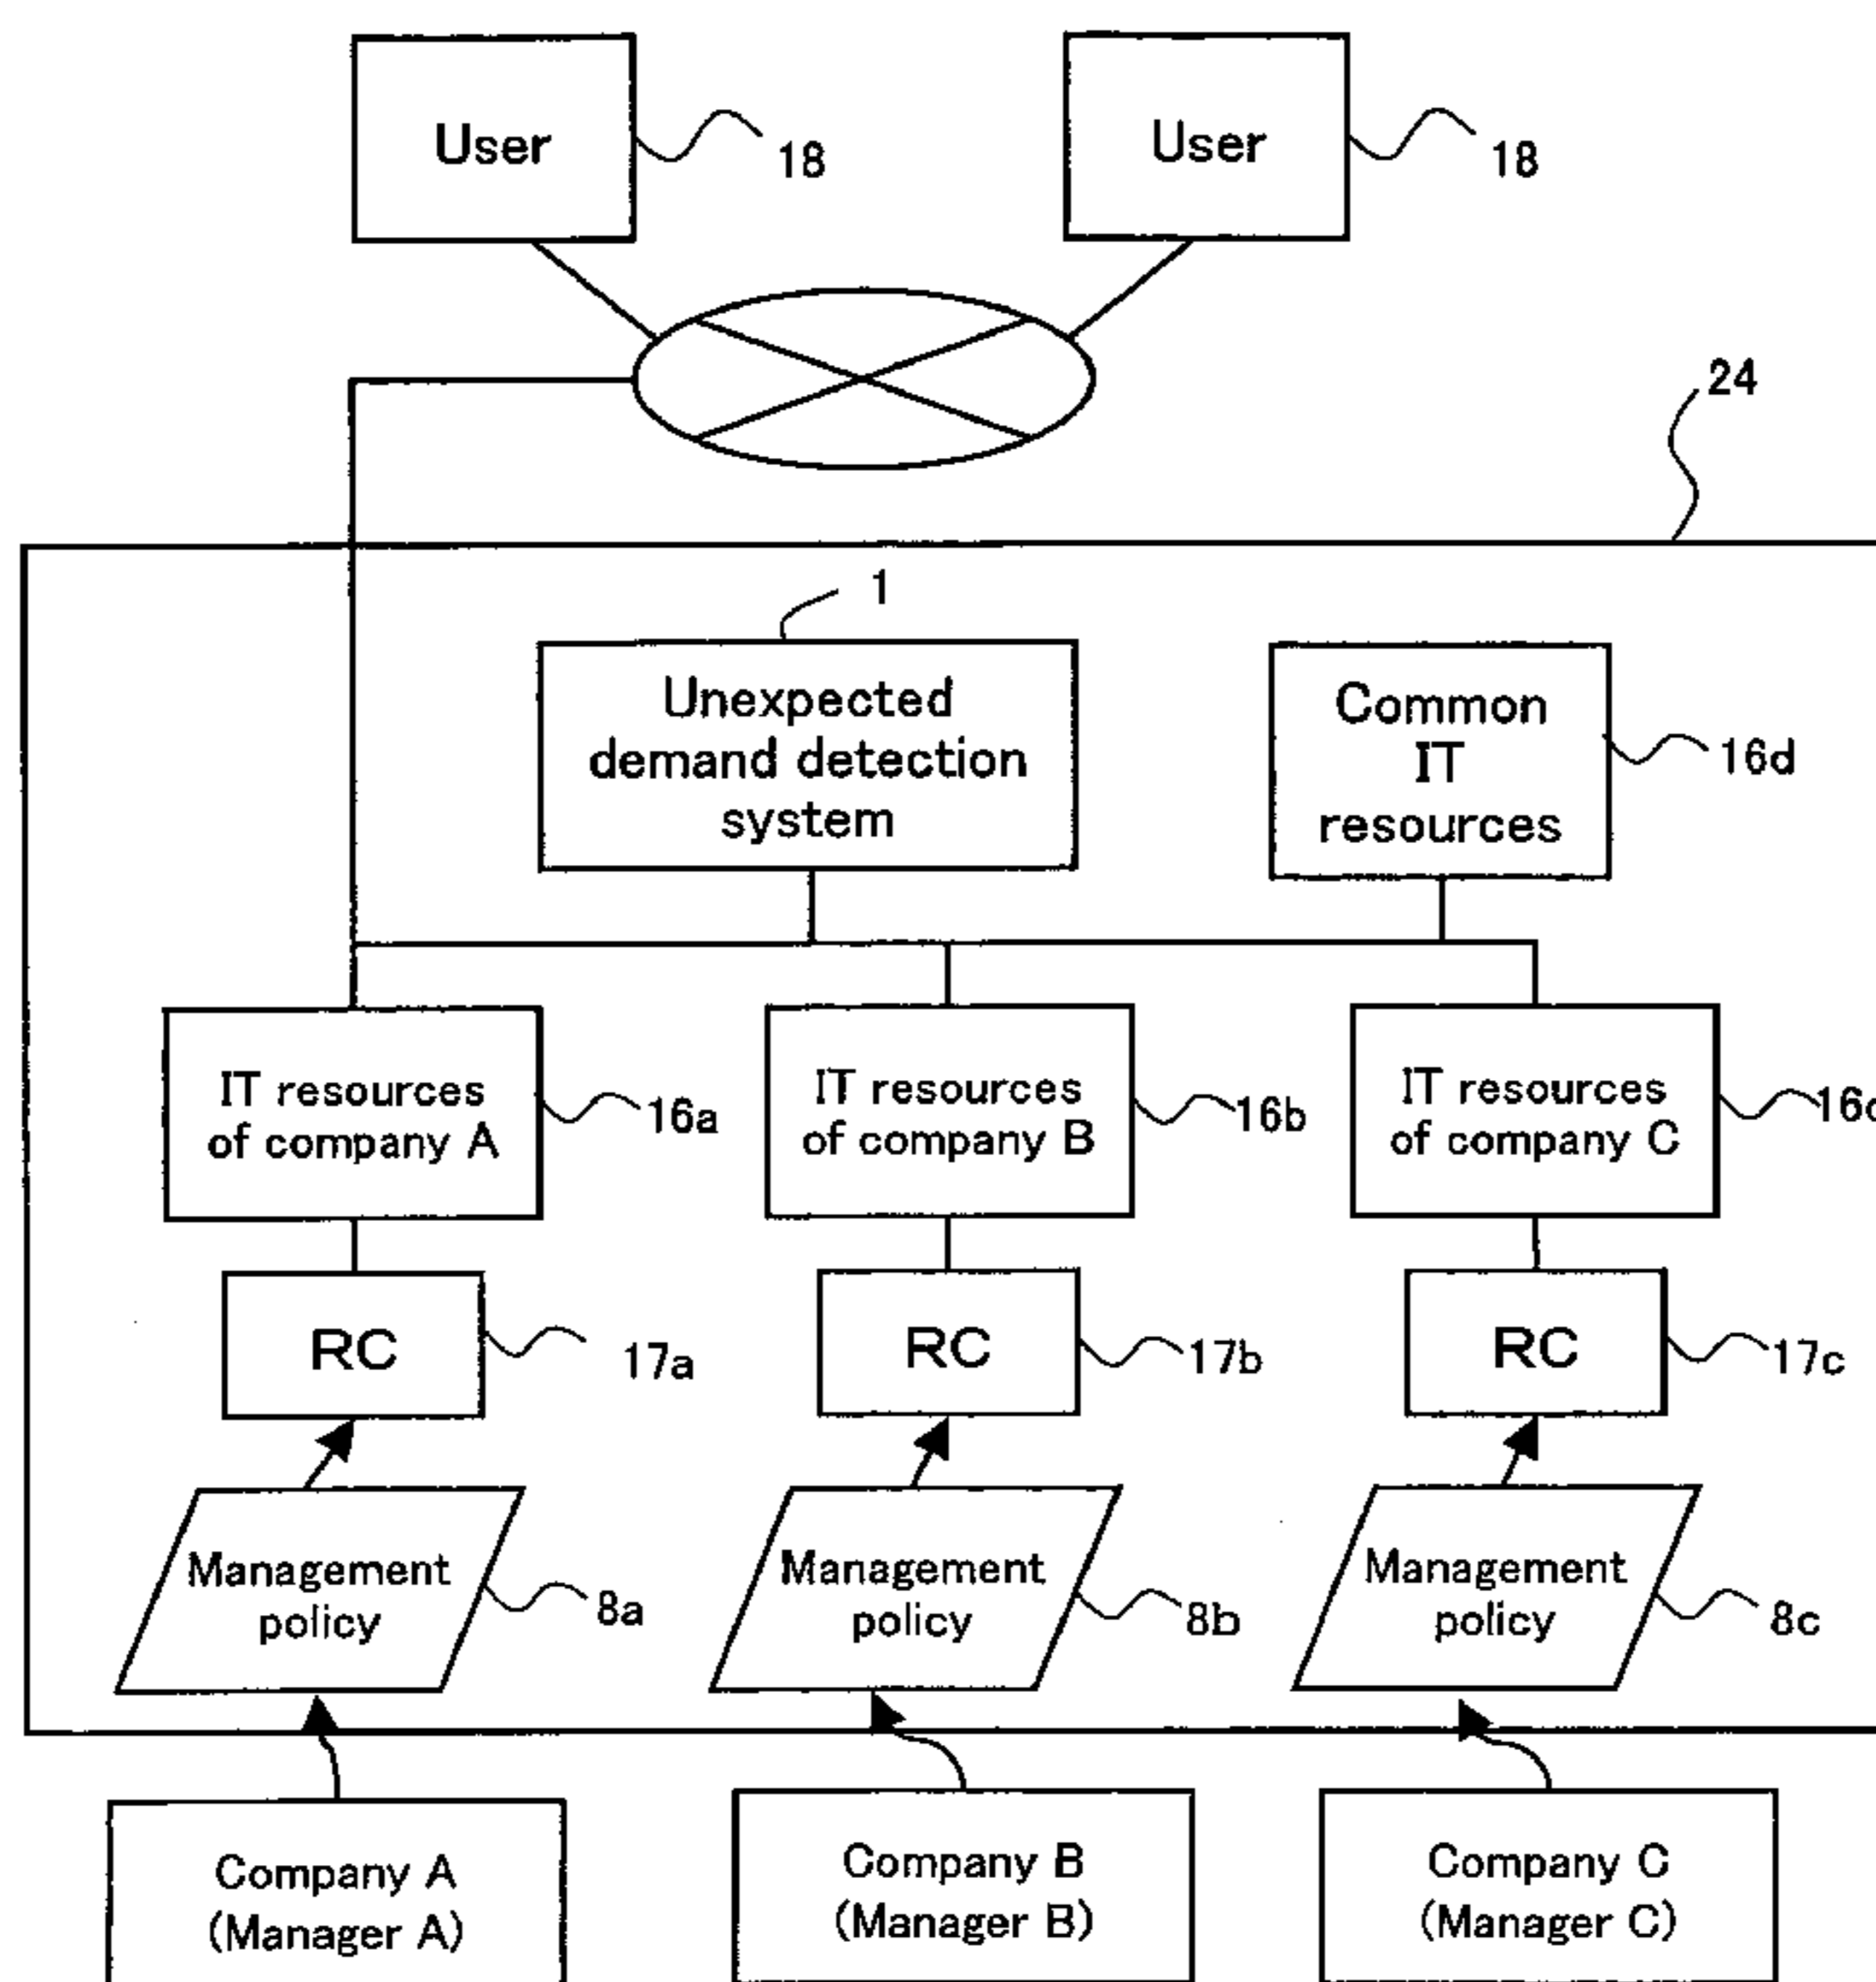 User
18
User
18
24
1
Unexpected
demand detection
system
Common
IT
resources
16d
IT resources
of company A
16a
IT resources
of company B
16b
IT resources
of company C
RC
17a
RC
17b
RC
17c
Management
policy
8a
Management
policy
8b
Management
policy
8c
Company A
(Manager A)
Company B
(Manager B)
Company C
(Manager C)